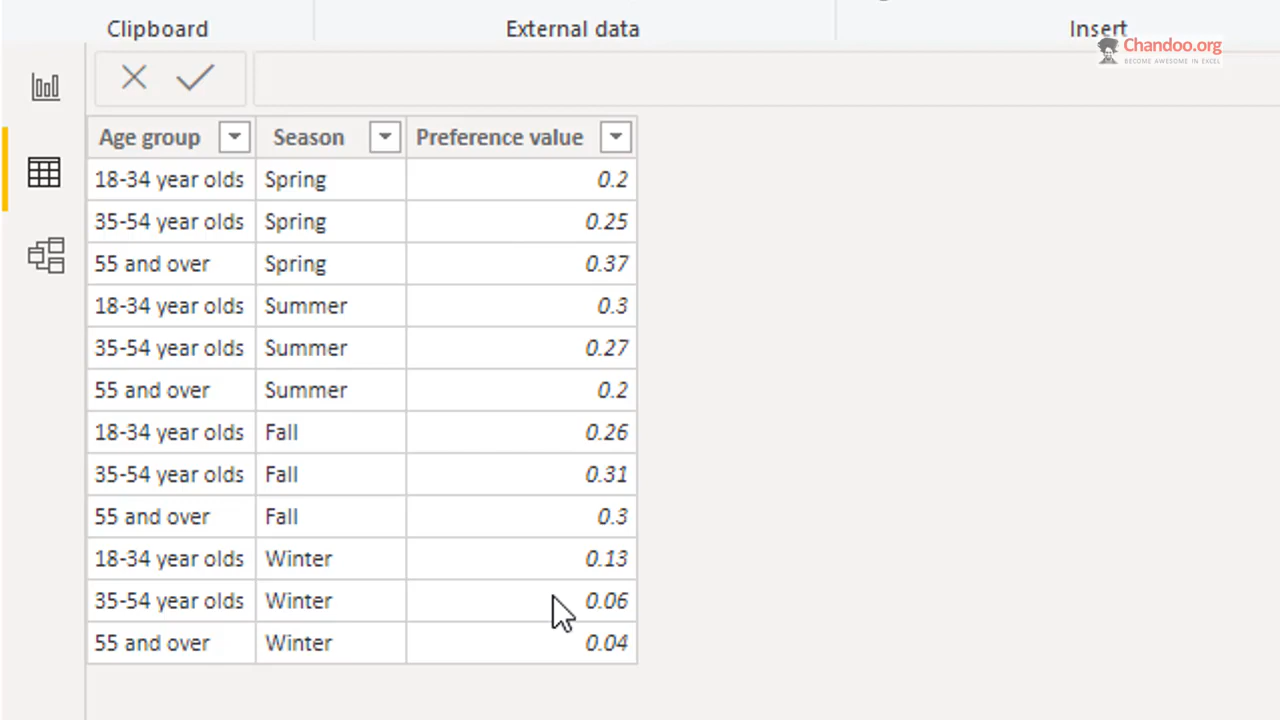 Clipboard External data Insert
Chandoo.org
BECOME AWESOME IN EXCEL
Age group Season Preference value
18-34 year olds Spring 0.2
35-54 year olds Spring 0.25
55 and over Spring 0.37
18-34 year olds Summer 0.3
35-54 year olds Summer 0.27
55 and over Summer 0.2
18-34 year olds Fall 0.26
35-54 year olds Fall 0.31
55 and over Fall 0.3
18-34 year olds Winter 0.13
35-54 year olds Winter 0.06
55 and over Winter 0.04